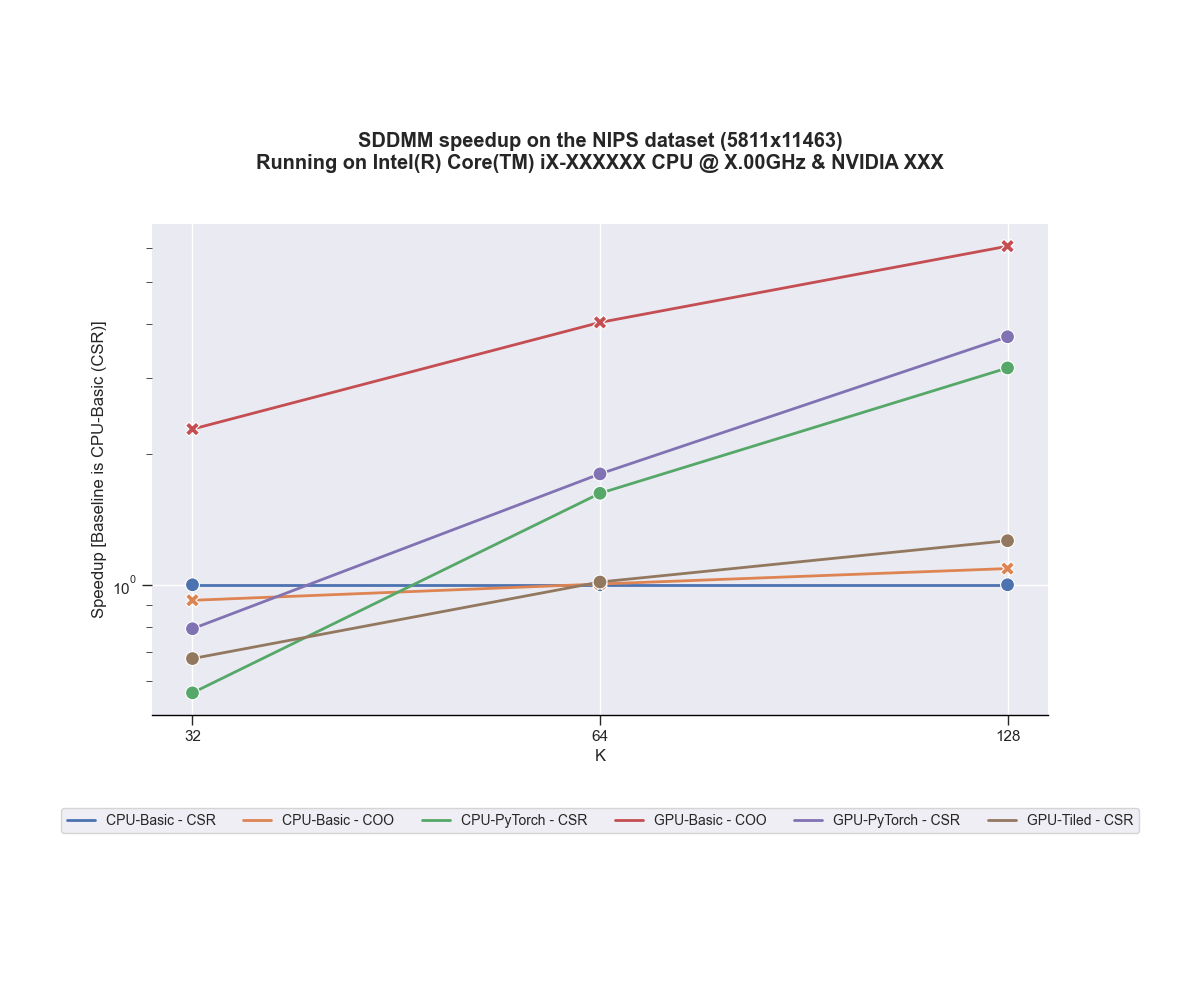 SDDMM speedup on the NIPS dataset (5811x11463)
Running on Intel(R) Core(TM) iX-XXXXXX CPU @ X.00GHz & NVIDIA XXX
Speedup [Baseline is CPU-Basic (CSR)]
10^0
32 64 128
K
CPU-Basic - CSR CPU-Basic - COO CPU-PyTorch - CSR GPU-Basic - COO GPU-PyTorch - CSR GPU-Tiled - CSR